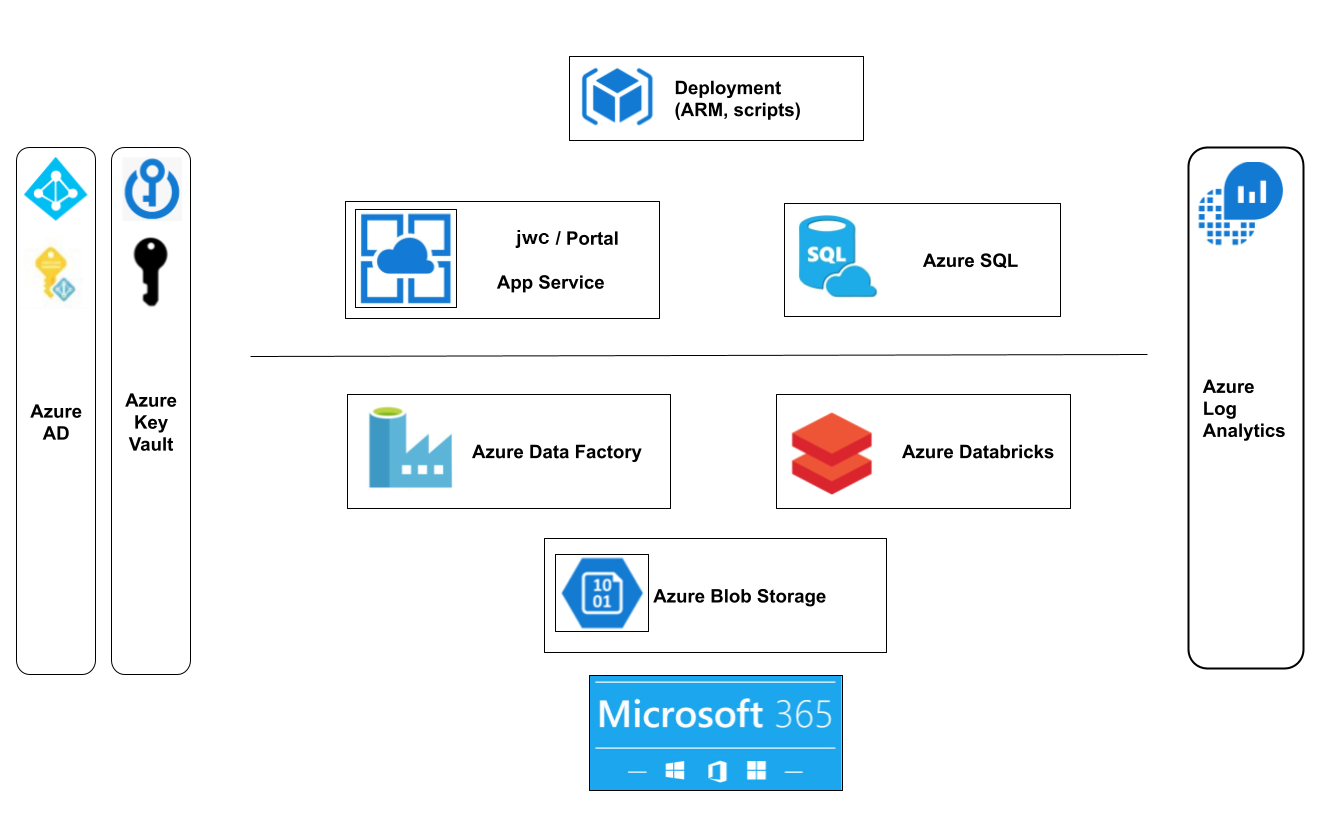 Deployment
(ARM, scripts)
jwc / Portal
App Service
SQL
Azure SQL
Azure
AD
Azure
Key
Vault
Azure
Log
Analytics
Azure Data Factory
Azure Databricks
10
01
Azure Blob Storage
Microsoft 365